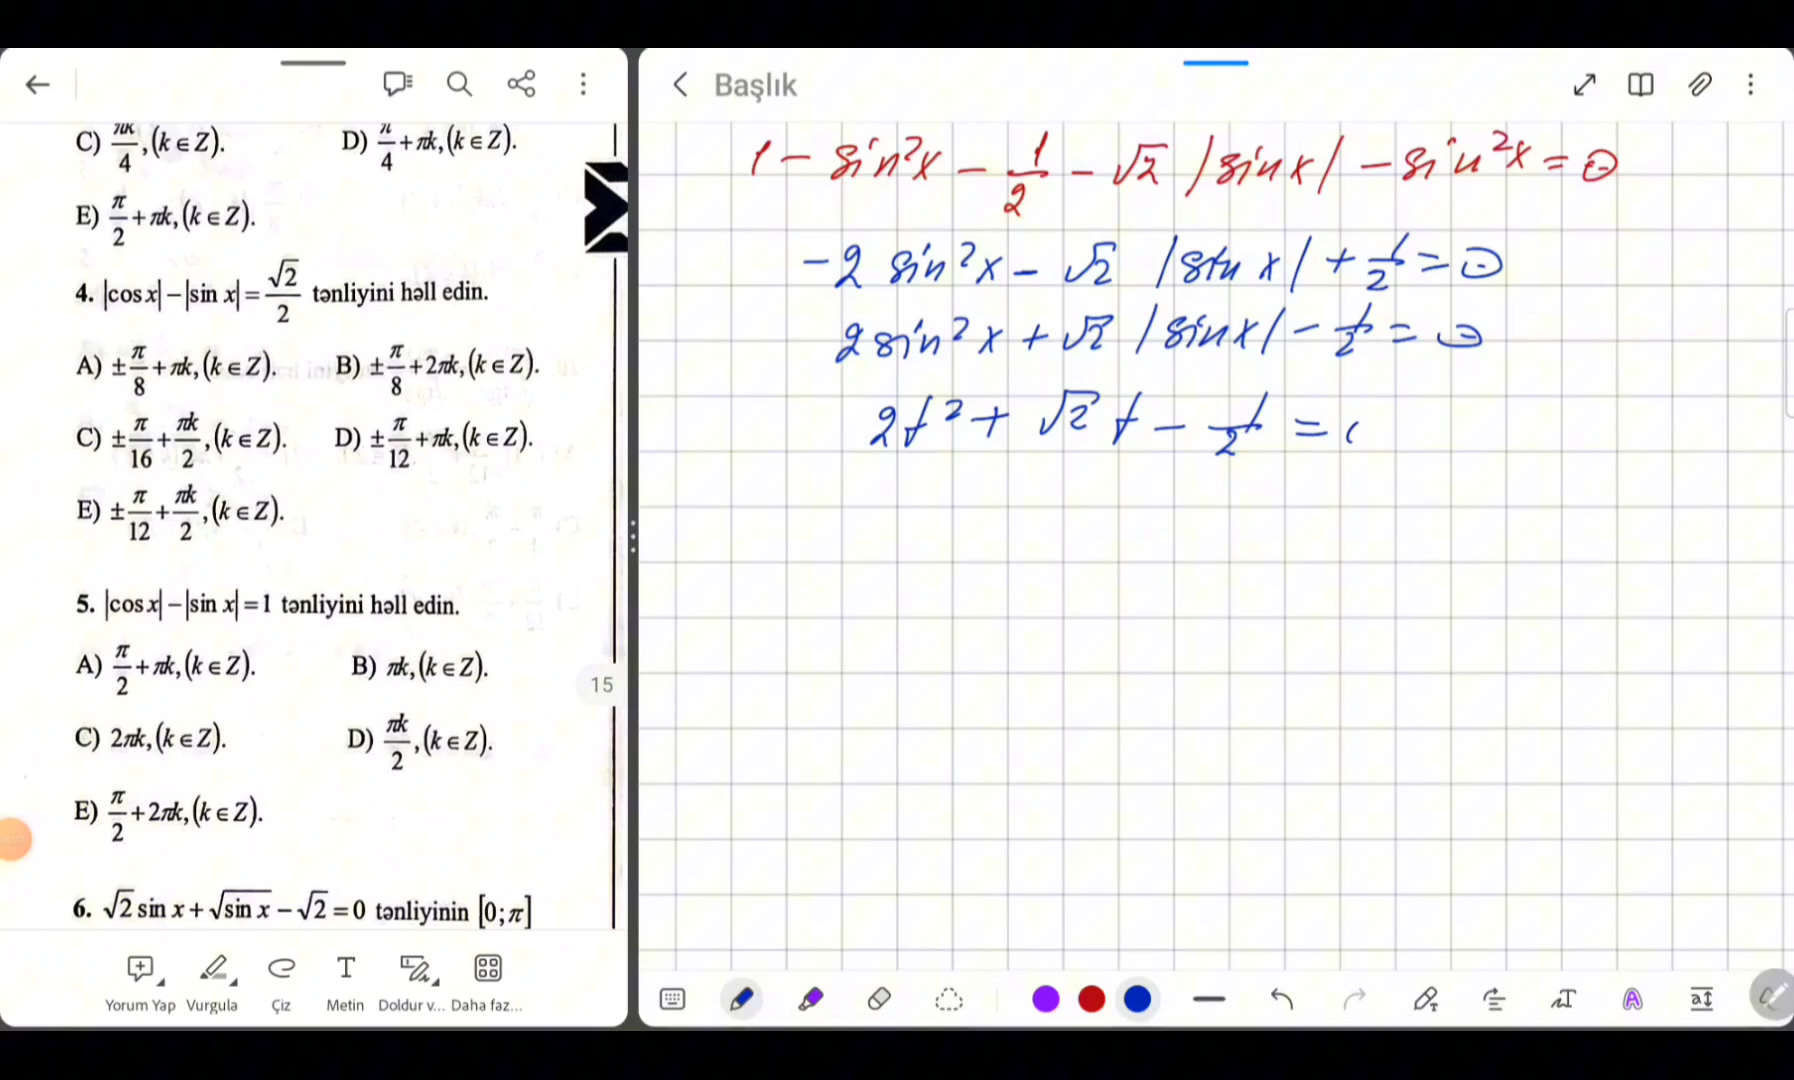 Başlık
C) πk/4, (k ∈ Z). D) π/4 + πk, (k ∈ Z).
E) π/2 + πk, (k ∈ Z).
4. |cos x| − |sin x| = √2/2 tənliyini həll edin.
A) ± π/8 + πk, (k ∈ Z). B) ± π/8 + 2πk, (k ∈ Z).
C) ± π/16 + πk/2, (k ∈ Z). D) ± π/12 + πk, (k ∈ Z).
E) ± π/12 + πk/2, (k ∈ Z).
5. |cos x| − |sin x| = 1 tənliyini həll edin.
A) π/2 + πk, (k ∈ Z). B) πk, (k ∈ Z).
15
C) 2πk, (k ∈ Z). D) πk/2, (k ∈ Z).
E) π/2 + 2πk, (k ∈ Z).
6. √2 sin x + √sin x − √2 = 0 tənliyinin [0; π]
Yorum Yap Vurgula Çiz Metin Doldur v... Daha faz...
1 − sin²x − 1/2 − √2 |sin x| − sin²x = 0
−2 sin²x − √2 |sin x| + 1/2 = 0
2 sin²x + √2 |sin x| − 1/2 = 0
2t² + √2 t − 1/2 = (